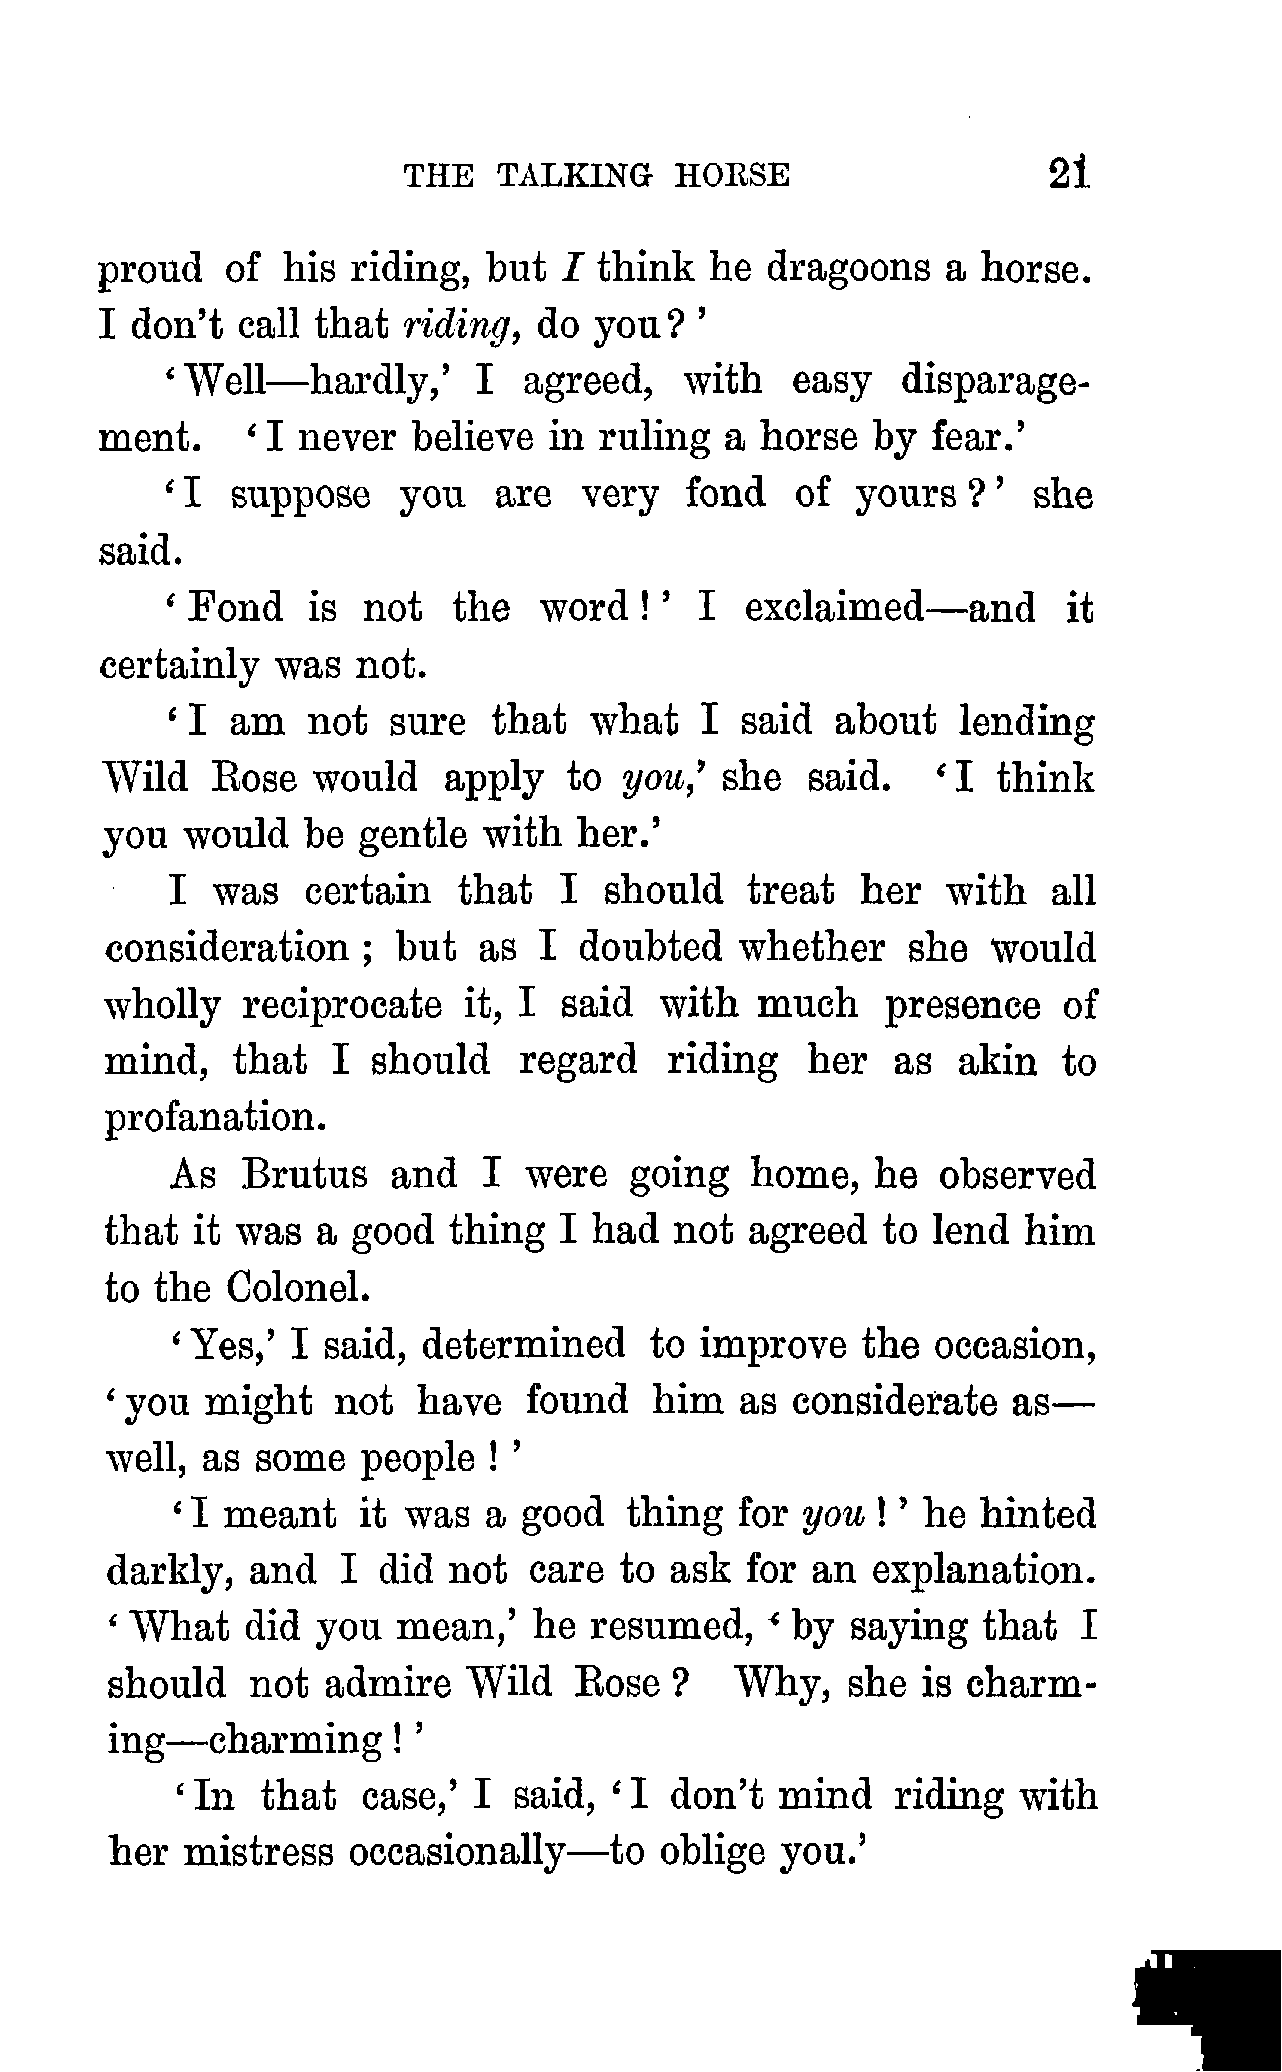 THE TALKING HORSE 21
proud of his riding, but I think he dragoons a horse.
I don't call that riding, do you? '
‘Well—hardly,’ I agreed, with easy disparage-
ment. ‘I never believe in ruling a horse by fear.’
‘I suppose you are very fond of yours?’ she
said.
‘Fond is not the word!’ I exclaimed—and it
certainly was not.
‘I am not sure that what I said about lending
Wild Rose would apply to you,’ she said. ‘I think
you would be gentle with her.’
I was certain that I should treat her with all
consideration; but as I doubted whether she would
wholly reciprocate it, I said with much presence of
mind, that I should regard riding her as akin to
profanation.
As Brutus and I were going home, he observed
that it was a good thing I had not agreed to lend him
to the Colonel.
‘Yes,’ I said, determined to improve the occasion,
‘you might not have found him as considerate as—
well, as some people!’
‘I meant it was a good thing for you!’ he hinted
darkly, and I did not care to ask for an explanation.
‘What did you mean,’ he resumed, ‘by saying that I
should not admire Wild Rose? Why, she is charm-
ing—charming!’
‘In that case,’ I said, ‘I don't mind riding with
her mistress occasionally—to oblige you.’